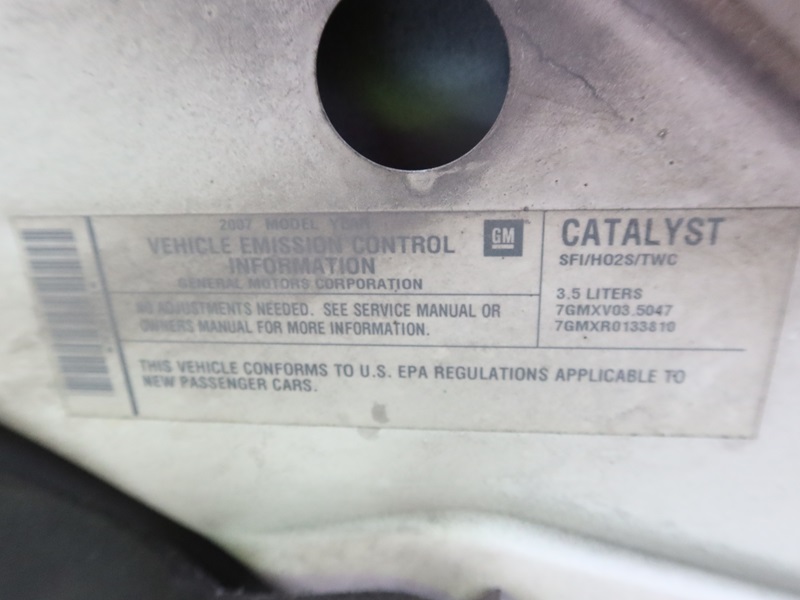 2007 MODEL YEAR
VEHICLE EMISSION CONTROL
INFORMATION
GENERAL MOTORS CORPORATION
GM
NO ADJUSTMENTS NEEDED. SEE SERVICE MANUAL OR
OWNERS MANUAL FOR MORE INFORMATION.
CATALYST
SFI/HO2S/TWC
3.5 LITERS
7GMXV03.5047
7GMXR0133810
THIS VEHICLE CONFORMS TO U.S. EPA REGULATIONS APPLICABLE TO
NEW PASSENGER CARS.